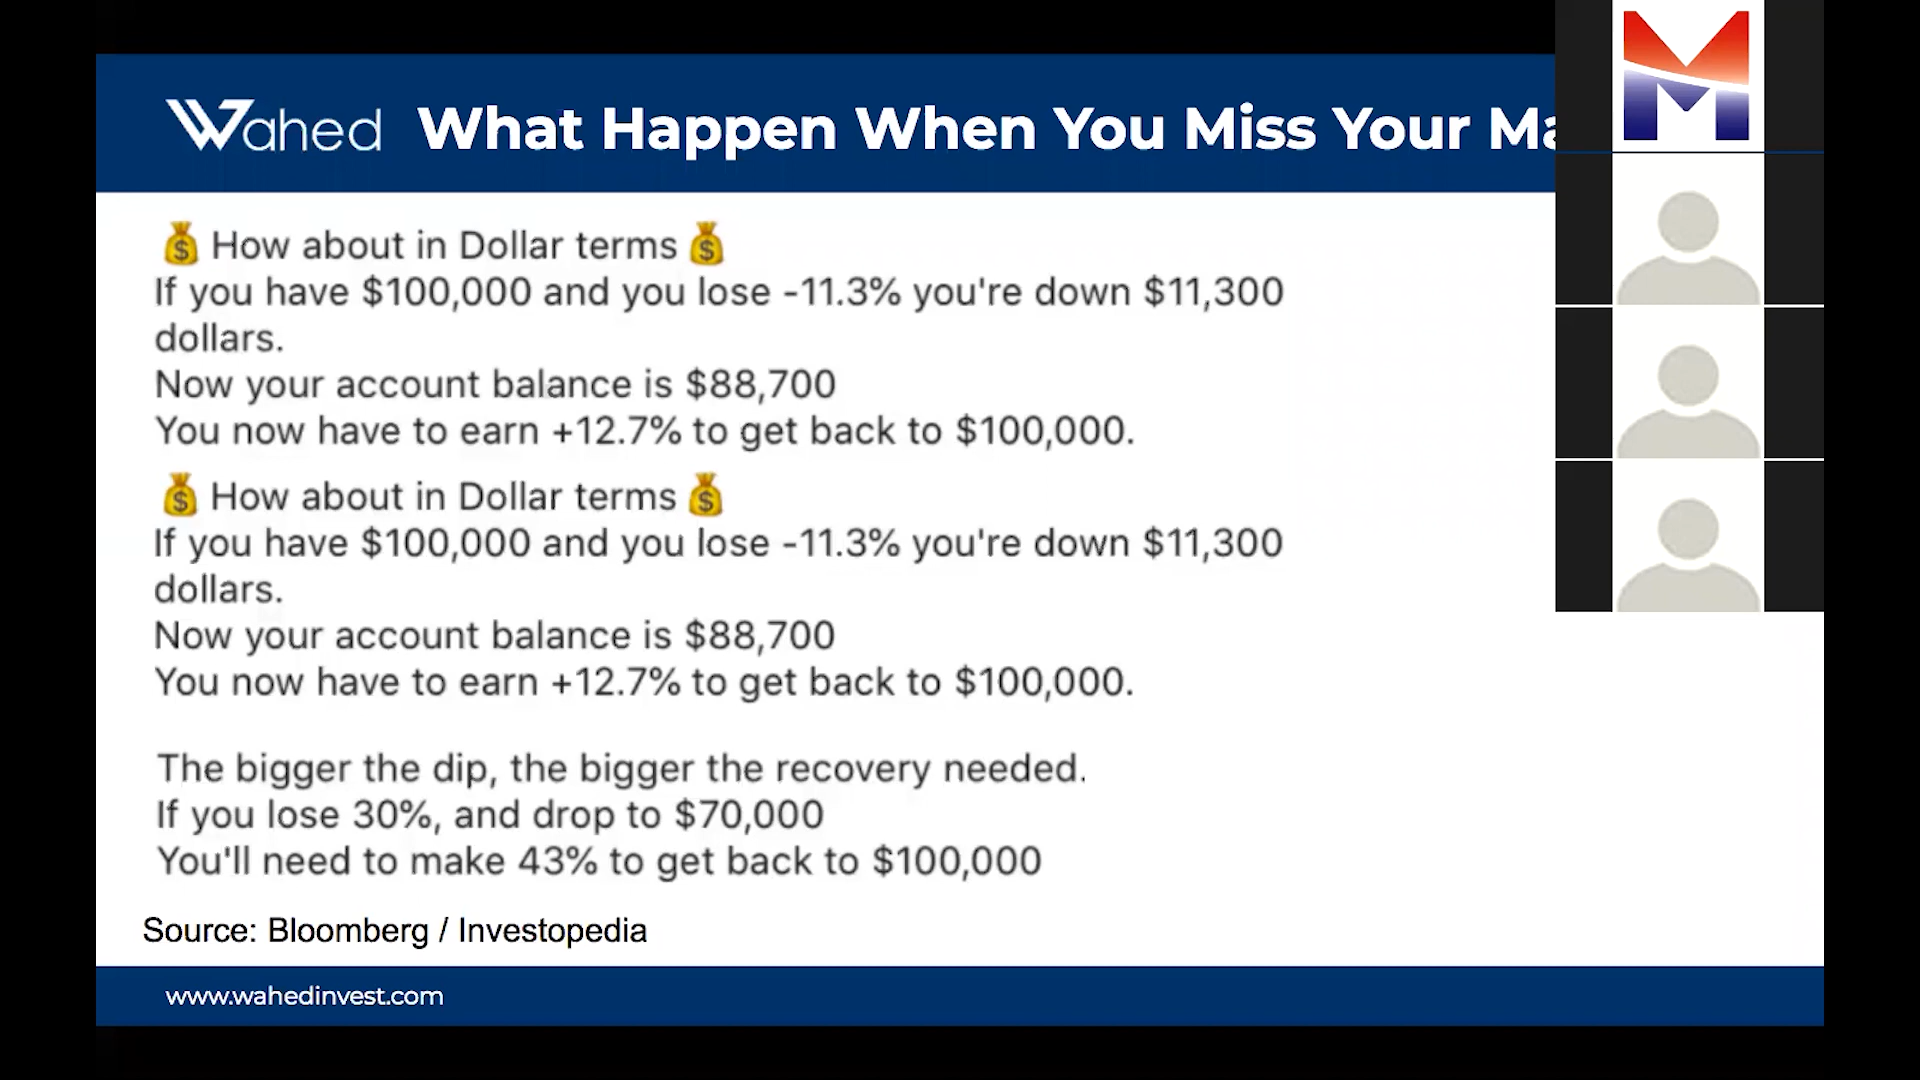 Wahed What Happen When You Miss Your
💰 How about in Dollar terms 💰
If you have $100,000 and you lose -11.3% you're down $11,300
dollars.
Now your account balance is $88,700
You now have to earn +12.7% to get back to $100,000.
💰 How about in Dollar terms 💰
If you have $100,000 and you lose -11.3% you're down $11,300
dollars.
Now your account balance is $88,700
You now have to earn +12.7% to get back to $100,000.
The bigger the dip, the bigger the recovery needed.
If you lose 30%, and drop to $70,000
You'll need to make 43% to get back to $100,000
Source: Bloomberg / Investopedia
www.wahedinvest.com
M